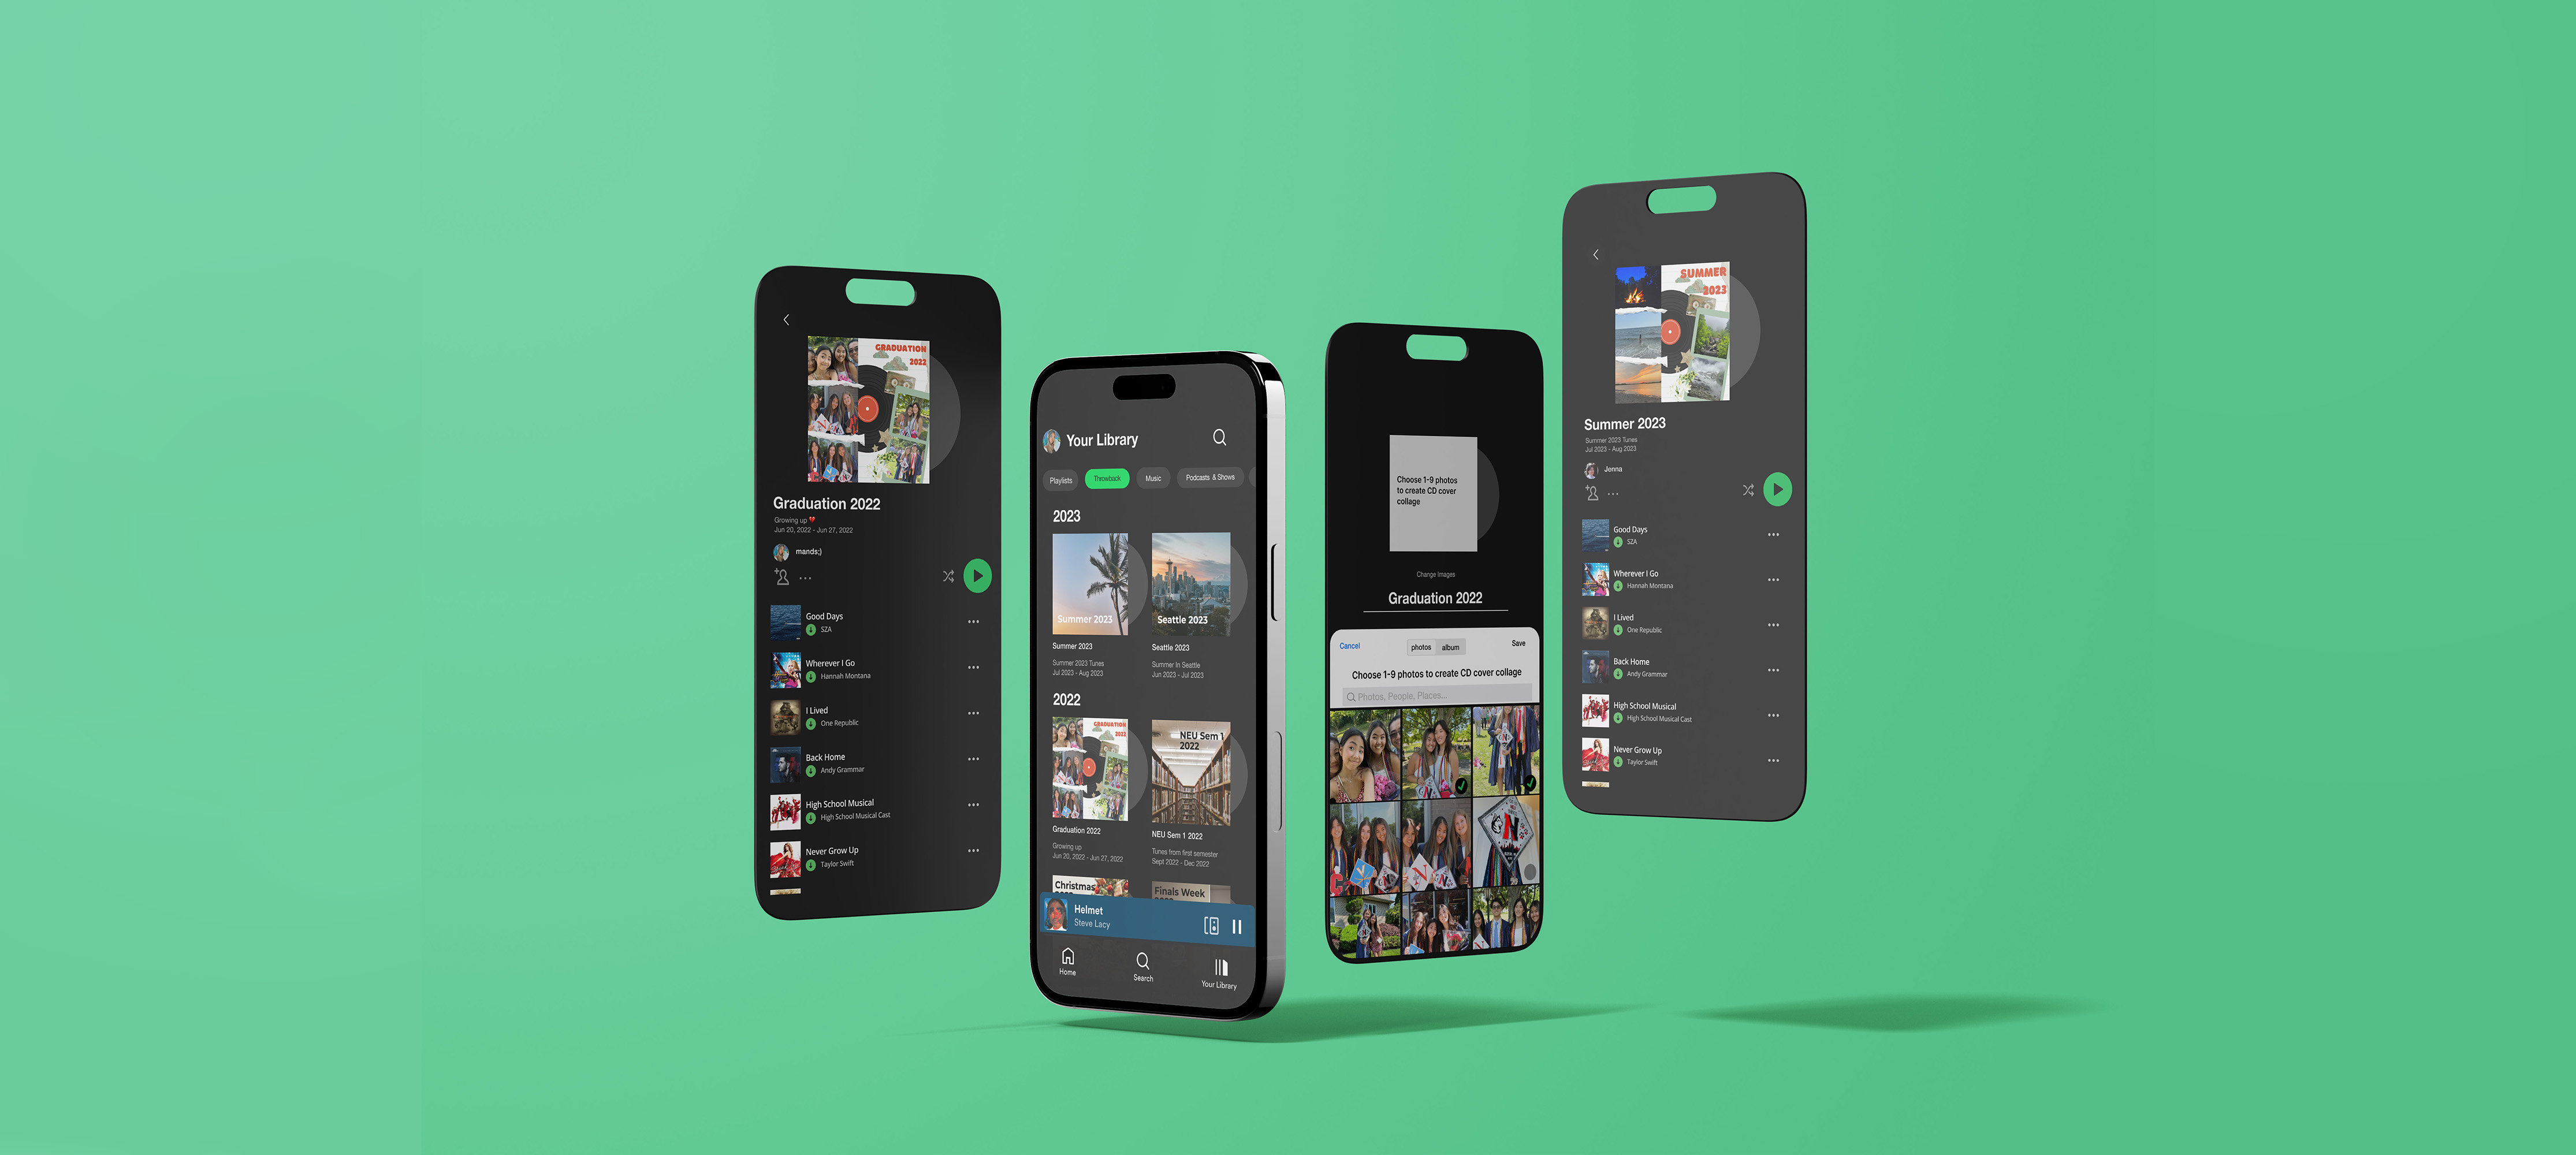 GRADUATION
2022
Graduation 2022
Growing up
Jun 20, 2022 - Jun 27, 2022
mands;)
Good Days
SZA
Wherever I Go
Hannah Montana
I Lived
One Republic
Back Home
Andy Grammar
High School Musical
High School Musical Cast
Never Grow Up
Taylor Swift
Your Library
Playlists
Throwback
Music
Podcasts & Shows
2023
Summer 2023
Seattle 2023
Summer 2023
Summer 2023 Tunes
Jul 2023 - Aug 2023
Seattle 2023
Summer In Seattle
Jun 2023 - Jul 2023
2022
GRADUATION
2022
NEU Sem 1
2022
Graduation 2022
Growing up
Jun 20, 2022 - Jun 27, 2022
NEU Sem 1 2022
Tunes from first semester
Sept 2022 - Dec 2022
Christmas
Finals Week
Helmet
Steve Lacy
Home
Search
Your Library
Choose 1-9 photos
to create CD cover
collage
Change Images
Graduation 2022
Cancel
photos
album
Save
Choose 1-9 photos to create CD cover collage
Photos, People, Places...
SUMMER
2023
Summer 2023
Summer 2023 Tunes
Jul 2023 - Aug 2023
Jenna
Good Days
SZA
Wherever I Go
Hannah Montana
I Lived
One Republic
Back Home
Andy Grammar
High School Musical
High School Musical Cast
Never Grow Up
Taylor Swift